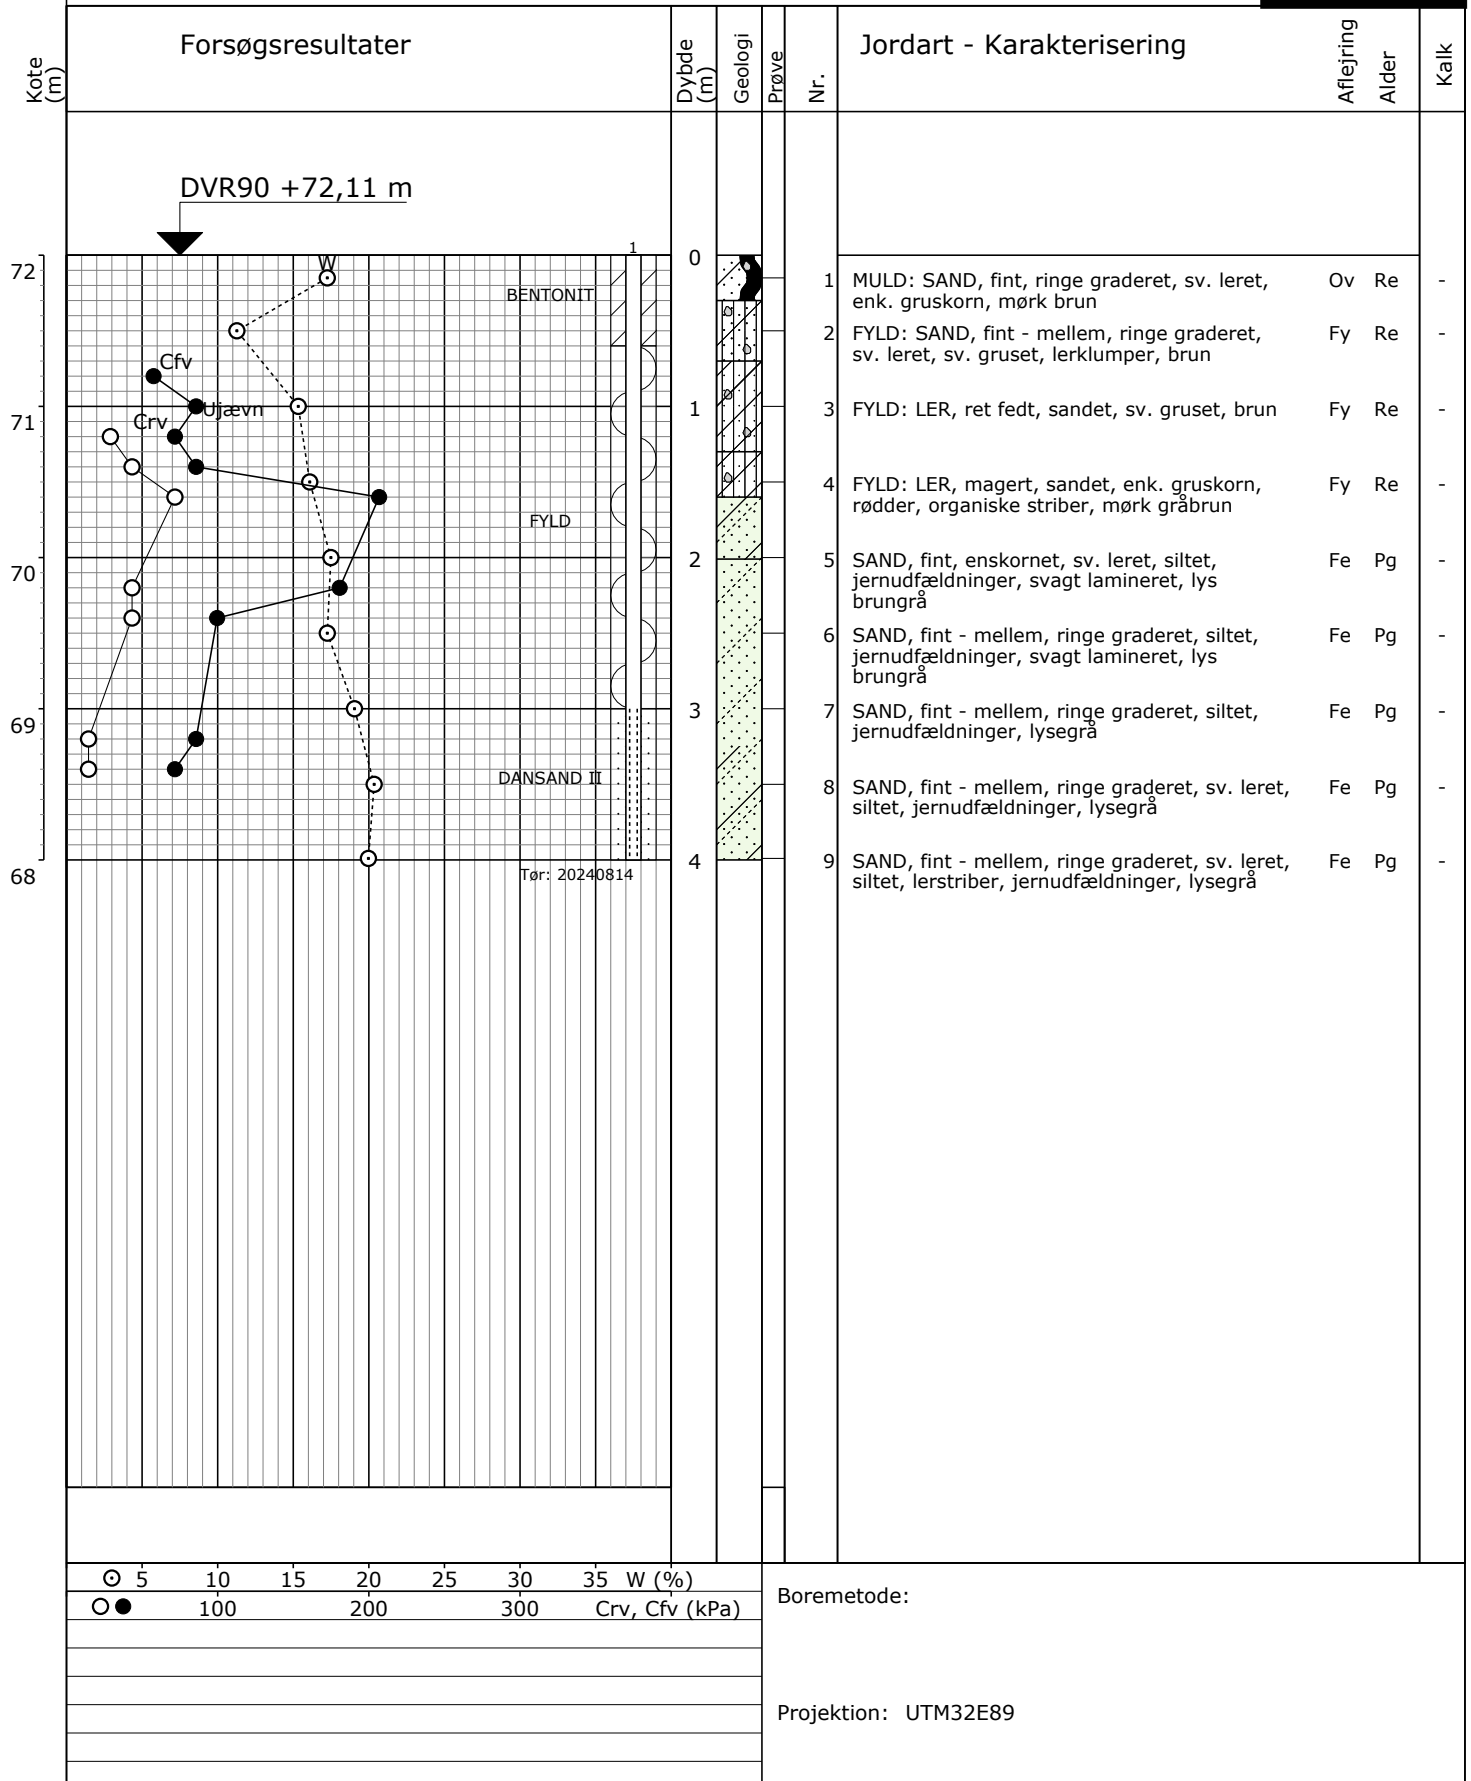 Kote (m)
Forsøgsresultater
Dybde (m)
Geologi
Prøve
Nr.
Jordart - Karakterisering
Aflejring
Alder
Kalk
DVR90 +72,11 m
1
W
72
0
BENTONIT
1 MULD: SAND, fint, ringe graderet, sv. leret, Ov Re -
enk. gruskorn, mørk brun
2 FYLD: SAND, fint - mellem, ringe graderet, Fy Re -
sv. leret, sv. gruset, lerklumper, brun
Cfv
Ujævn
Crv
71
1
3 FYLD: LER, ret fedt, sandet, sv. gruset, brun Fy Re -
4 FYLD: LER, magert, sandet, enk. gruskorn, Fy Re -
rødder, organiske striber, mørk gråbrun
FYLD
70
2
5 SAND, fint, enskornet, sv. leret, siltet, Fe Pg -
jernudfældninger, svagt lamineret, lys
brungrå
6 SAND, fint - mellem, ringe graderet, siltet, Fe Pg -
jernudfældninger, svagt lamineret, lys
brungrå
69
3
7 SAND, fint - mellem, ringe graderet, siltet, Fe Pg -
jernudfældninger, lysegrå
DANSAND II
8 SAND, fint - mellem, ringe graderet, sv. leret, Fe Pg -
siltet, jernudfældninger, lysegrå
68
4
9 SAND, fint - mellem, ringe graderet, sv. leret, Fe Pg -
siltet, lerstriber, jernudfældninger, lysegrå
Tør: 20240814
5 10 15 20 25 30 35 W (%)
100 200 300 Crv, Cfv (kPa)
Boremetode:
Projektion: UTM32E89